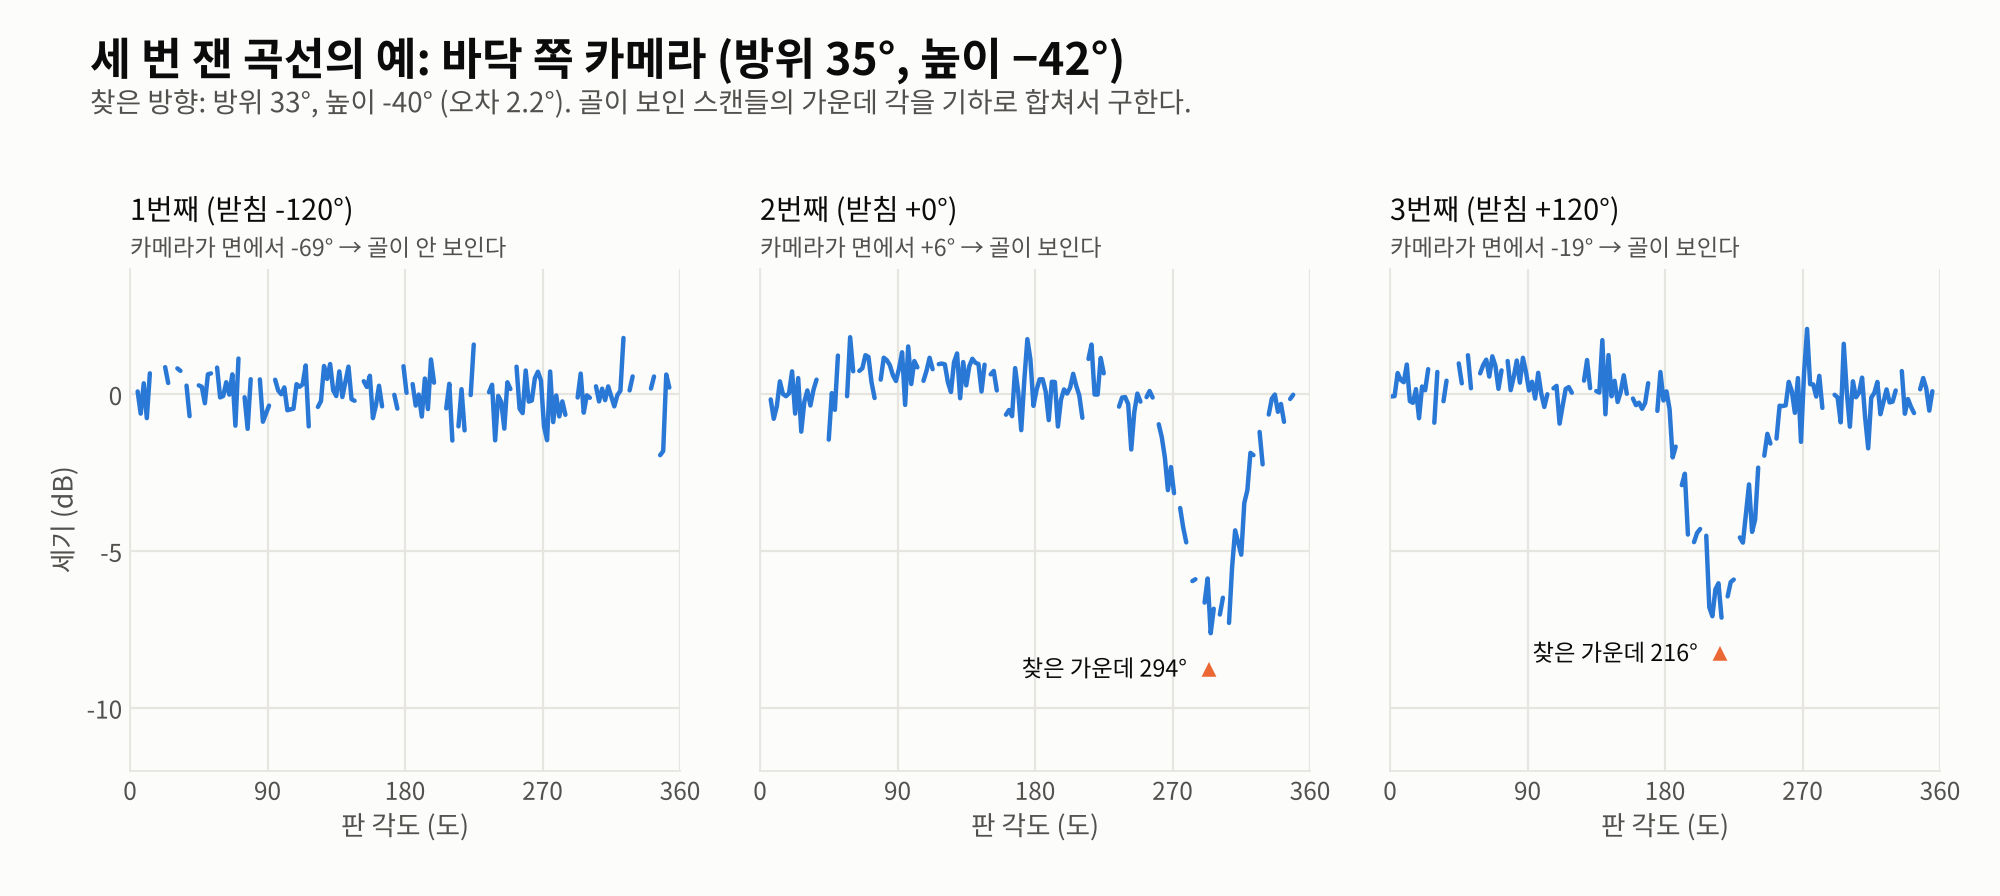 세 번 잰 곡선의 예: 바닥 쪽 카메라 (방위 35°, 높이 −42°)
찾은 방향: 방위 33°, 높이 -40° (오차 2.2°). 골이 보인 스캔들의 가운데 각을 기하로 합쳐서 구한다.
1번째 (받침 -120°)
카메라가 면에서 -69° → 골이 안 보인다
2번째 (받침 +0°)
카메라가 면에서 +6° → 골이 보인다
3번째 (받침 +120°)
카메라가 면에서 -19° → 골이 보인다
세기 (dB)
0
-5
-10
찾은 가운데 294°
찾은 가운데 216°
0 90 180 270 360
0 90 180 270 360
0 90 180 270 360
판 각도 (도)
판 각도 (도)
판 각도 (도)